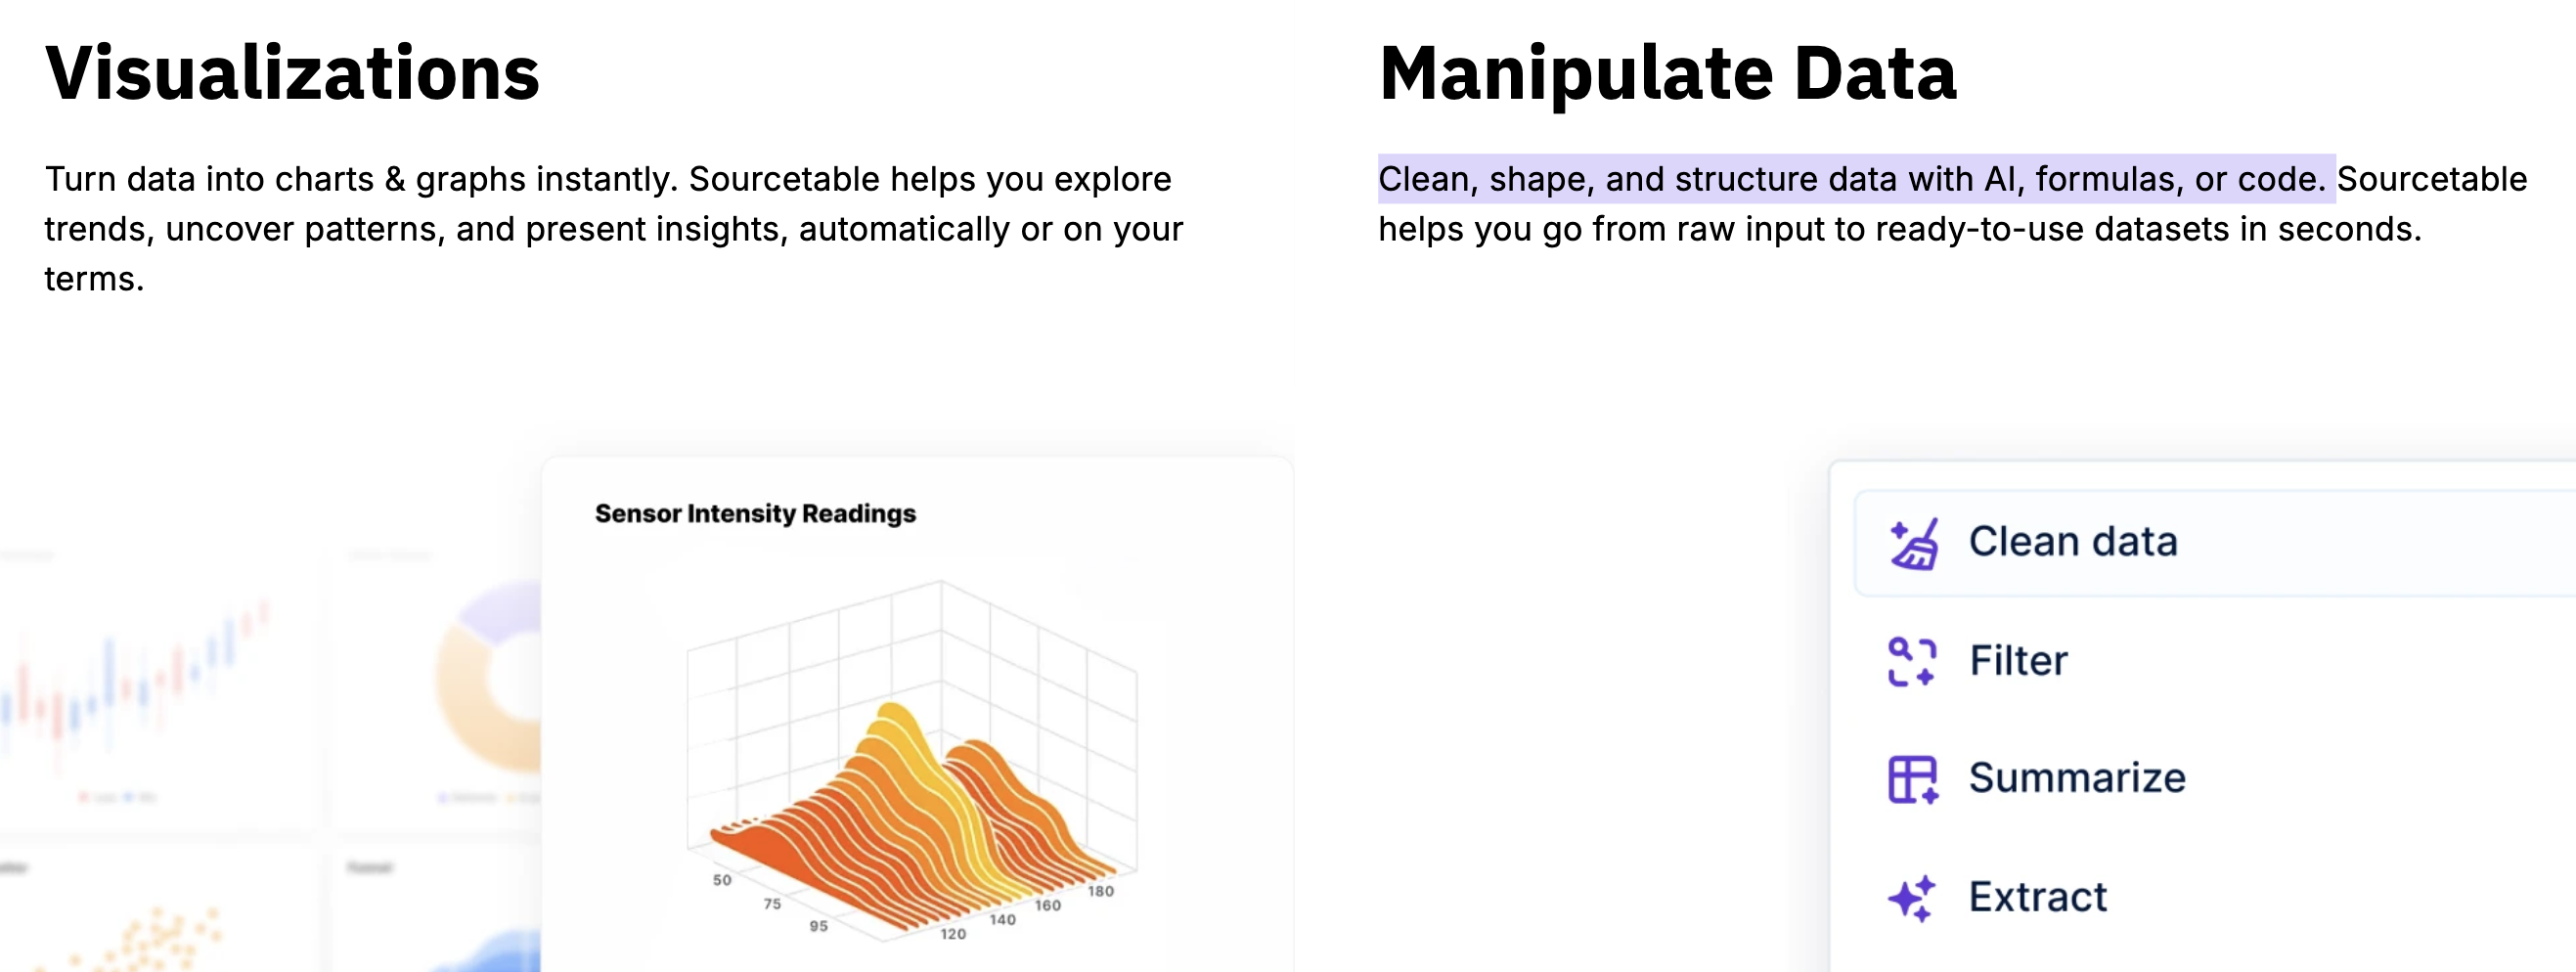 Visualizations
Turn data into charts & graphs instantly. Sourcetable helps you explore
trends, uncover patterns, and present insights, automatically or on your
terms.
Sensor Intensity Readings
50
75
95
120
140
160
180
Manipulate Data
Clean, shape, and structure data with AI, formulas, or code. Sourcetable
helps you go from raw input to ready-to-use datasets in seconds.
Clean data
Filter
Summarize
Extract